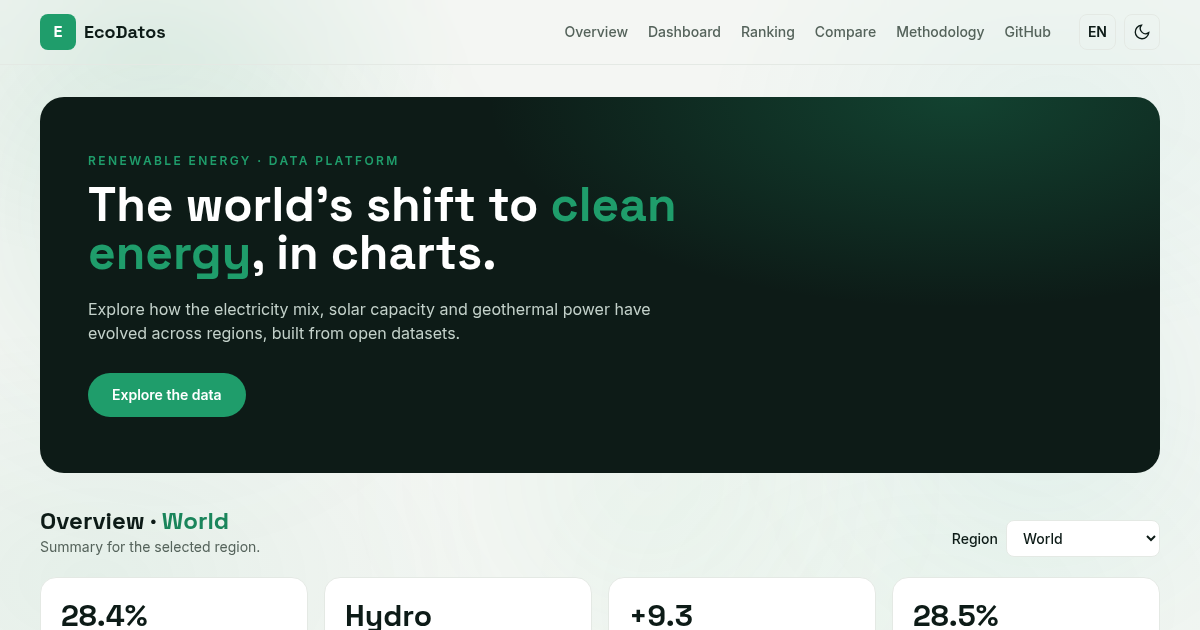 E EcoDatos Overview Dashboard Ranking Compare Methodology GitHub EN
RENEWABLE ENERGY · DATA PLATFORM
The world’s shift to clean
energy, in charts.
Explore how the electricity mix, solar capacity and geothermal power have
evolved across regions, built from open datasets.
Explore the data
Overview · World
Summary for the selected region.
Region World
28.4% Hydro +9.3 28.5%